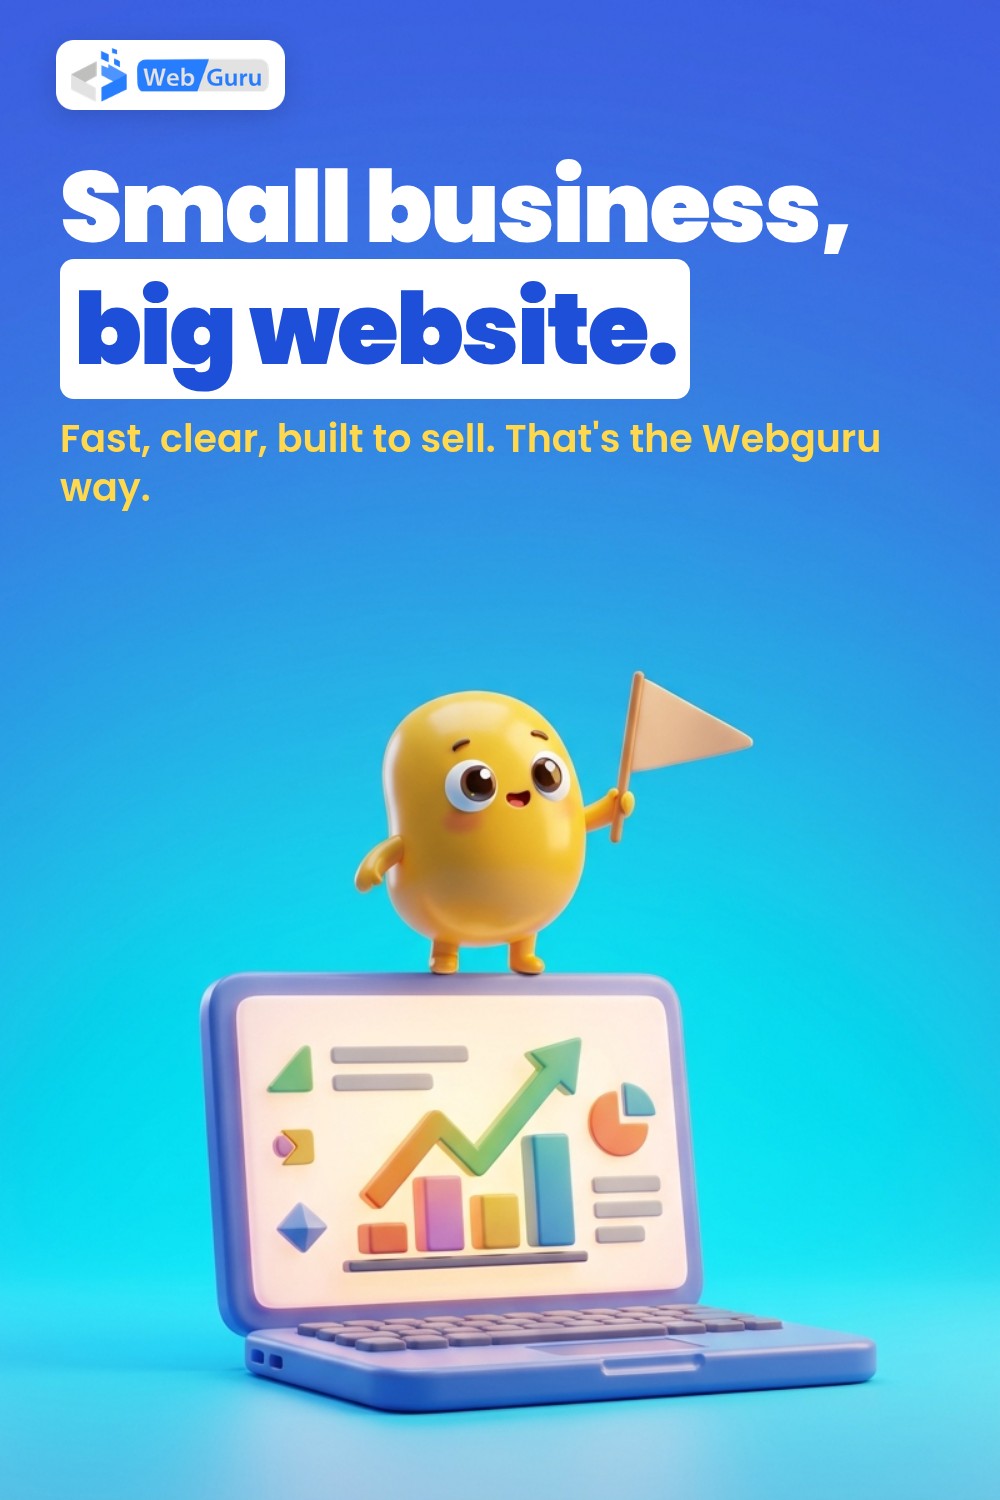 Web Guru
Small business,
big website.
Fast, clear, built to sell. That's the Webguru
way.